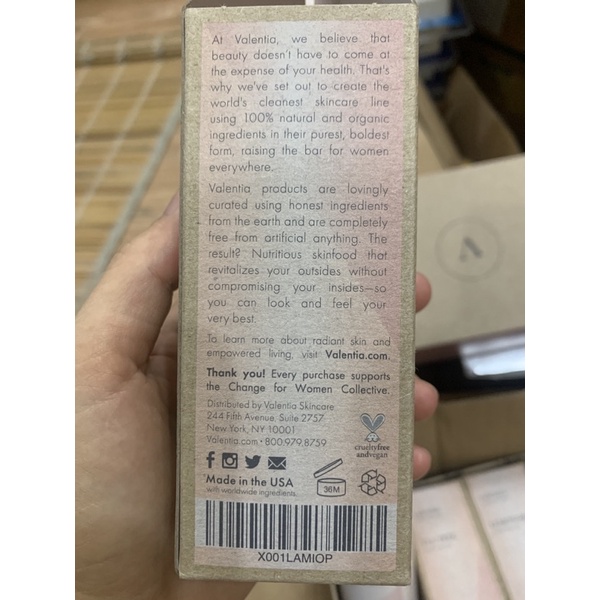 At Valentia, we believe that
beauty doesn't have to come at
the expense of your health. That's
why we've set out to create the
world's cleanest skincare line
using 100% natural and organic
ingredients in their purest, boldest
form, raising the bar for women
everywhere.
Valentia products are lovingly
curated using honest ingredients
from the earth and are completely
free from artificial anything. The
result? Nutritious skinfood that
revitalizes your outsides without
compromising your insides—so
you can look and feel your
very best.
To learn more about radiant skin and
empowered living, visit Valentia.com.
Thank you! Every purchase supports
the Change for Women Collective.
Distributed by Valentia Skincare
244 Fifth Avenue, Suite 2757
New York, NY 10001
Valentia.com • 800.979.8759
crueltyfree
andvegan
Made in the USA
with worldwide ingredients.
36M
X001LAMIOP